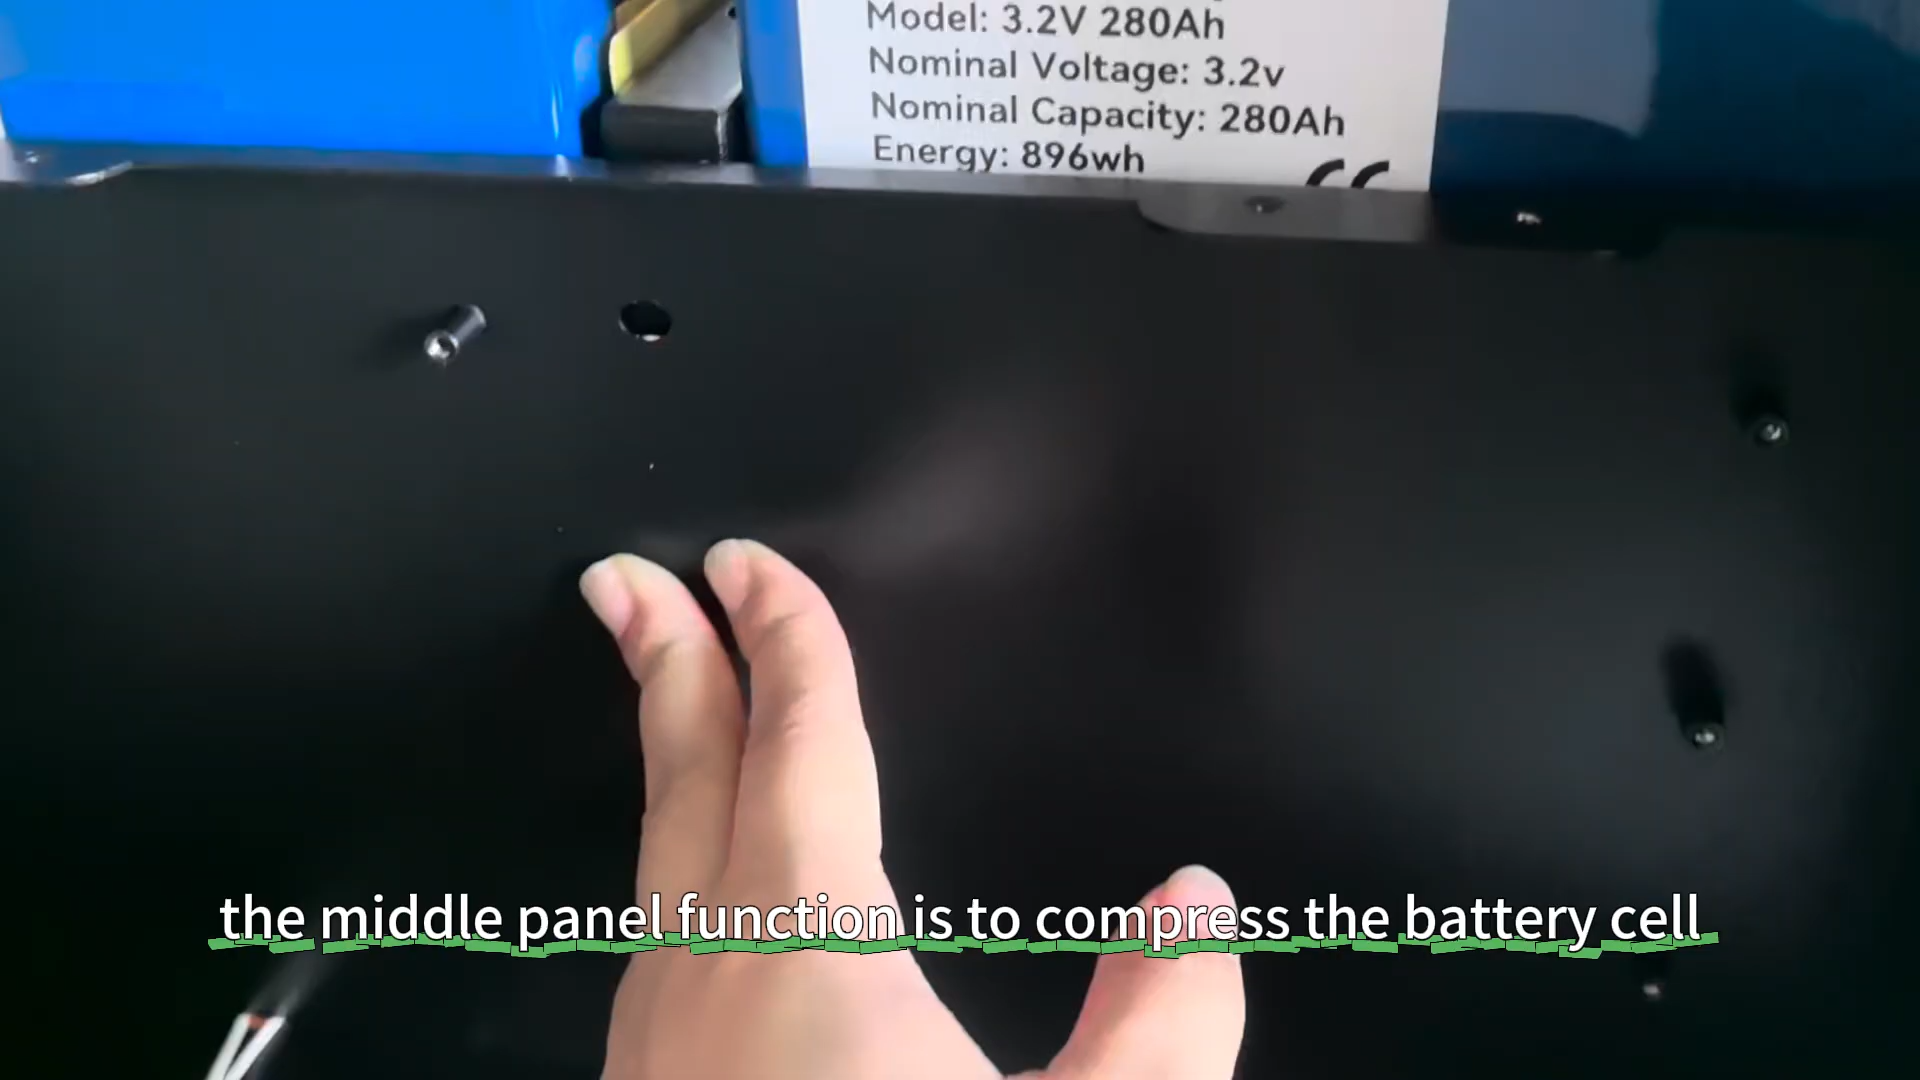 Model: 3.2V 280Ah
Nominal Voltage: 3.2v
Nominal Capacity: 280Ah
Energy: 896wh
CE
the middle panel function is to compress the battery cell